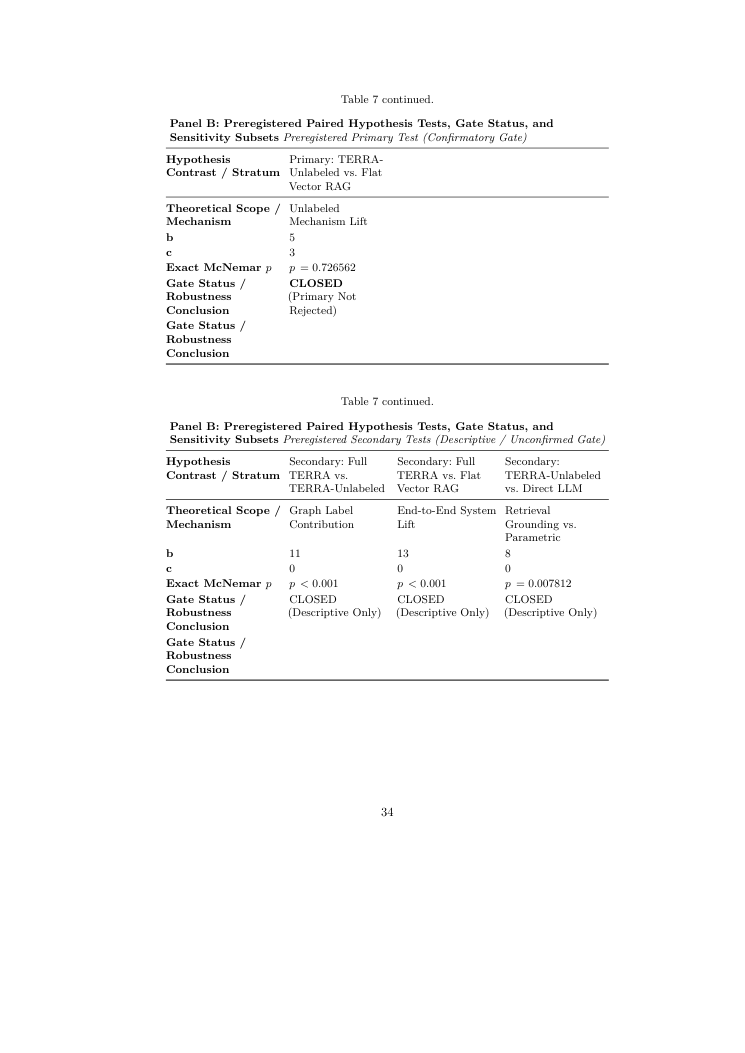 Table 7 continued.
Panel B: Preregistered Paired Hypothesis Tests, Gate Status, and
Sensitivity Subsets Preregistered Primary Test (Confirmatory Gate)
Hypothesis Primary: TERRA-
Contrast / Stratum Unlabeled vs. Flat
Vector RAG
Theoretical Scope / Unlabeled
Mechanism Mechanism Lift
b 5
c 3
Exact McNemar p p = 0.726562
Gate Status / CLOSED
Robustness (Primary Not
Conclusion Rejected)
Gate Status /
Robustness
Conclusion
Table 7 continued.
Panel B: Preregistered Paired Hypothesis Tests, Gate Status, and
Sensitivity Subsets Preregistered Secondary Tests (Descriptive / Unconfirmed Gate)
Hypothesis Secondary: Full Secondary: Full Secondary:
Contrast / Stratum TERRA vs. TERRA vs. Flat TERRA-Unlabeled
TERRA-Unlabeled Vector RAG vs. Direct LLM
Theoretical Scope / Graph Label End-to-End System Retrieval
Mechanism Contribution Lift Grounding vs.
Parametric
b 11 13 8
c 0 0 0
Exact McNemar p p < 0.001 p < 0.001 p = 0.007812
Gate Status / CLOSED CLOSED CLOSED
Robustness (Descriptive Only) (Descriptive Only) (Descriptive Only)
Conclusion
Gate Status /
Robustness
Conclusion
34